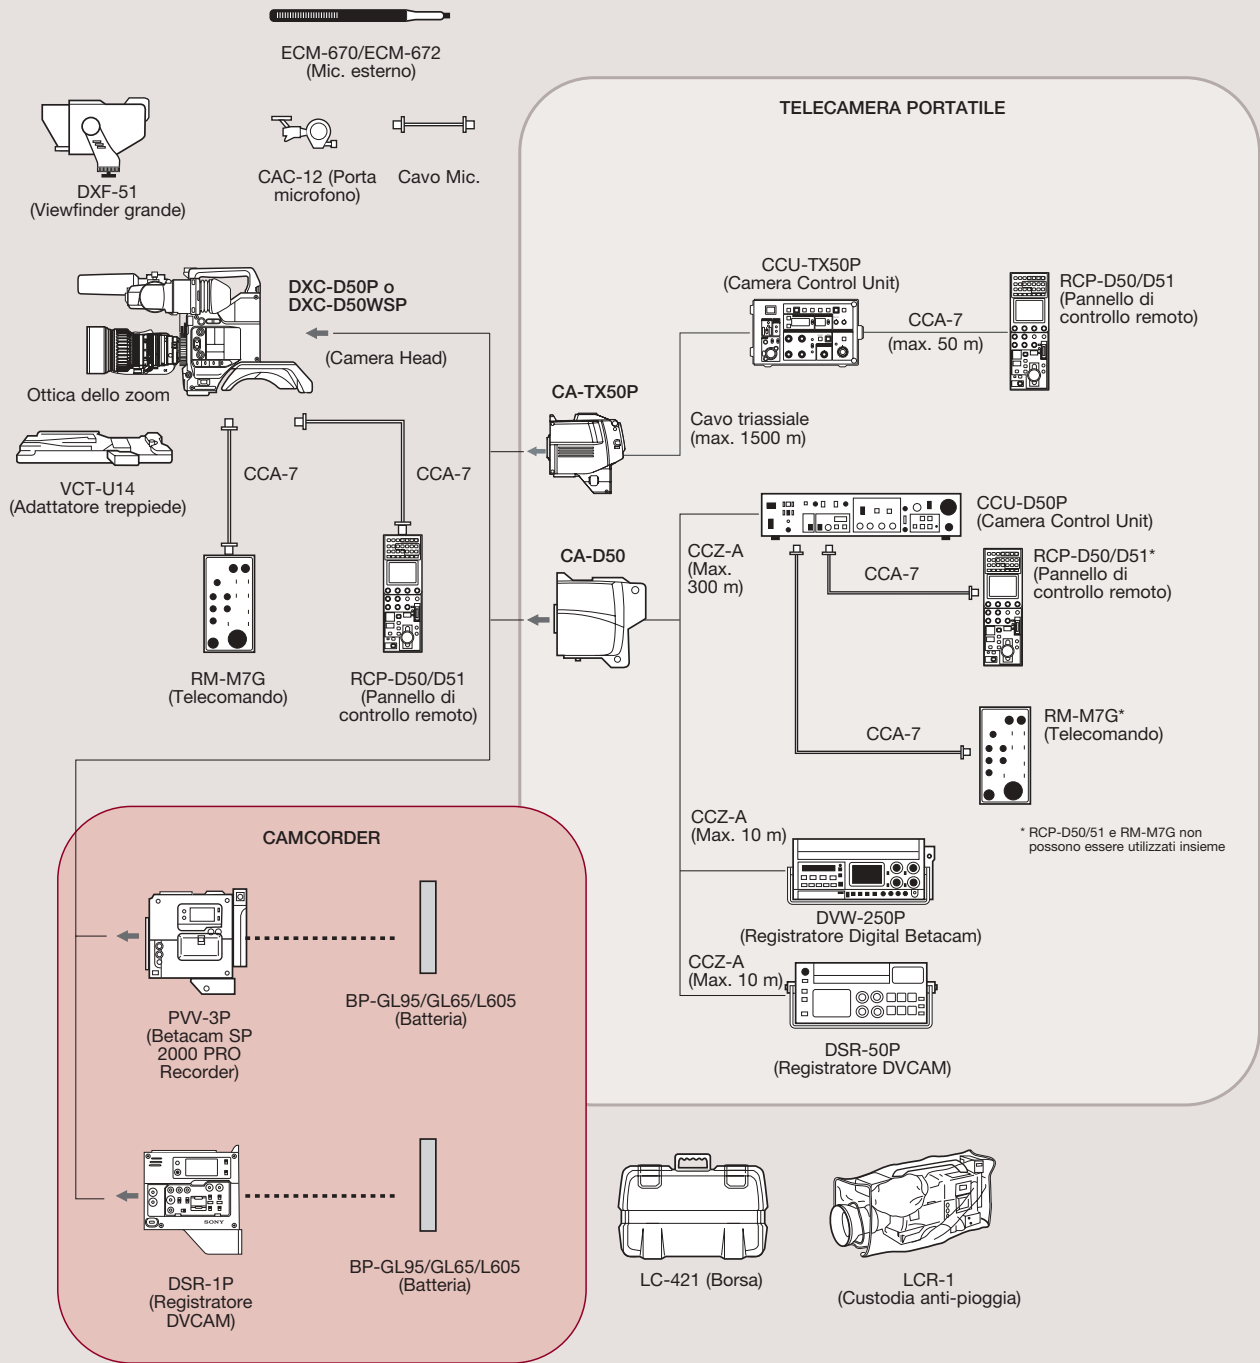 ECM-670/ECM-672
(Mic. esterno)
DXF-51
(Viewfinder grande)
CAC-12 (Porta
microfono)
Cavo Mic.
DXC-D50P o
DXC-D50WSP
(Camera Head)
Ottica dello zoom
VCT-U14
(Adattatore treppiede)
CCA-7
CCA-7
RM-M7G
(Telecomando)
RCP-D50/D51
(Pannello di
controllo remoto)
TELECAMERA PORTATILE
CCU-TX50P
(Camera Control Unit)
CCA-7
(max. 50 m)
RCP-D50/D51
(Pannello di
controllo remoto)
CA-TX50P
Cavo triassiale
(max. 1500 m)
CA-D50
CCZ-A
(Max.
300 m)
CCU-D50P
(Camera Control Unit)
CCA-7
RCP-D50/D51*
(Pannello di
controllo remoto)
CCA-7
RM-M7G*
(Telecomando)
* RCP-D50/51 e RM-M7G non
possono essere utilizzati insieme
CCZ-A
(Max. 10 m)
DVW-250P
(Registratore Digital Betacam)
CCZ-A
(Max. 10 m)
DSR-50P
(Registratore DVCAM)
CAMCORDER
PVV-3P
(Betacam SP
2000 PRO
Recorder)
BP-GL95/GL65/L605
(Batteria)
SONY
DSR-1P
(Registratore
DVCAM)
BP-GL95/GL65/L605
(Batteria)
LC-421 (Borsa)
LCR-1
(Custodia anti-pioggia)